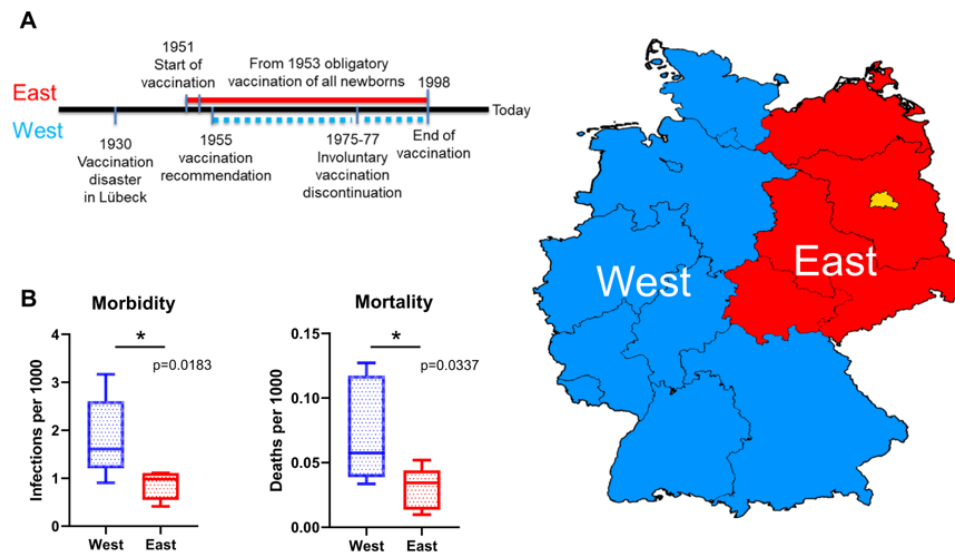 A
1951
Start of
vaccination
From 1953 obligatory
vaccination of all newborns
1998
East
West
Today
1930
Vaccination
disaster
in Lübeck
1955
vaccination
recommendation
1975-77
Involuntary
vaccination
discontinuation
End of
vaccination
West
East
B
Morbidity
*
p=0.0183
Infections per 1000
4
3
2
1
0
West
East
Mortality
*
p=0.0337
Deaths per 1000
0.15
0.10
0.05
0.00
West
East